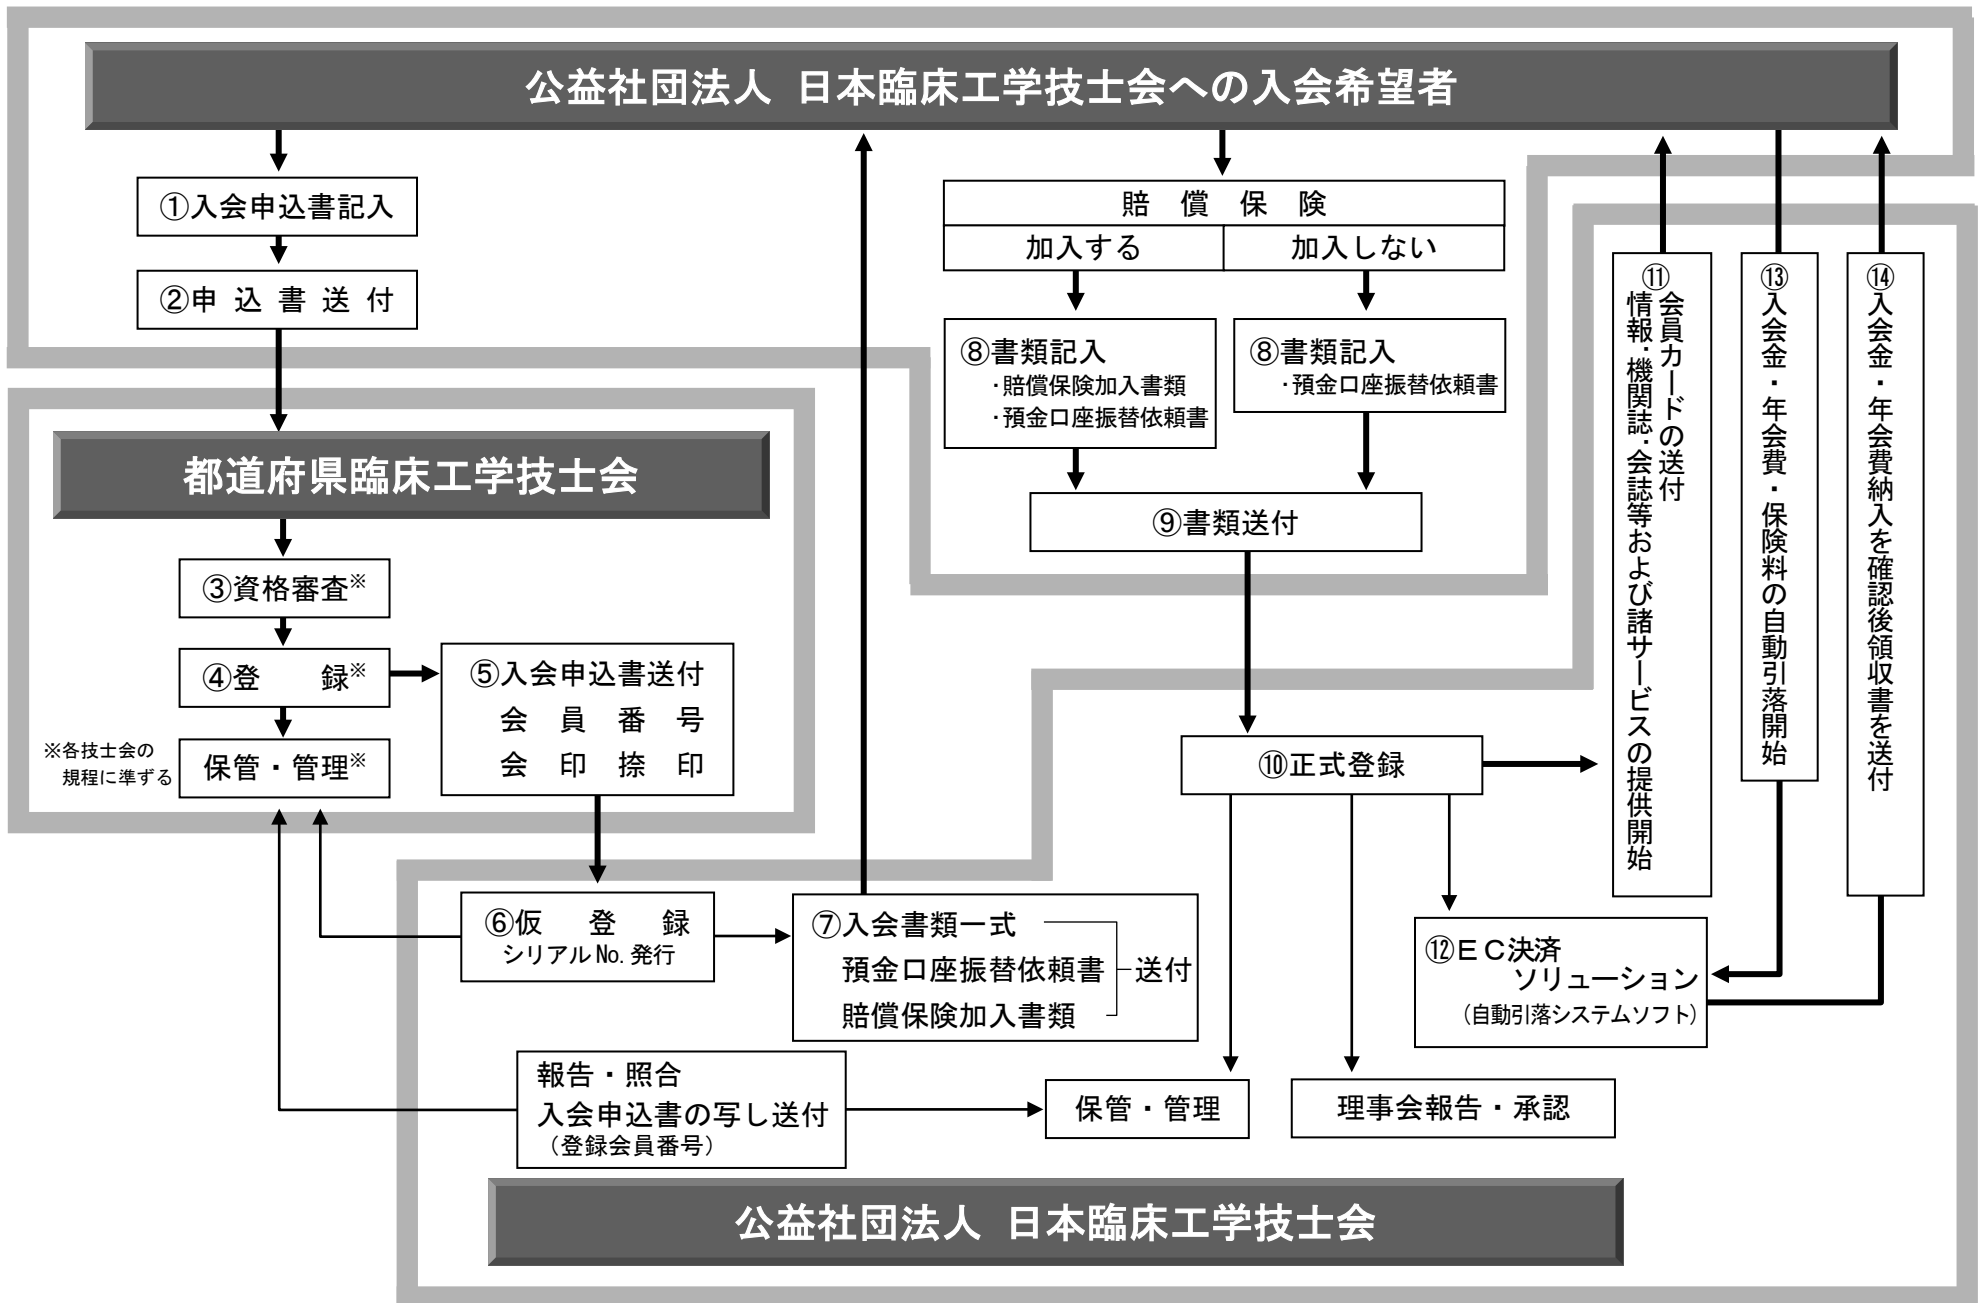 公益社団法人 日本臨床工学技士会への入会希望者
①入会申込書記入
②申込書送付
都道府県臨床工学技士会
③資格審査※
④登　　録※
保管・管理※
※各技士会の
規程に準ずる
⑤入会申込書送付
会　員　番　号
会　印　捺　印
⑥仮　登　録
シリアルNo.発行
⑦入会書類一式
預金口座振替依頼書
賠償保険加入書類
送付
賠　償　保　険
加入する
加入しない
⑧書類記入
・賠償保険加入書類
・預金口座振替依頼書
⑧書類記入
・預金口座振替依頼書
⑨書類送付
⑩正式登録
⑪
会員カードの送付
情報・機関誌・会誌等および諸サービスの提供開始
⑫ＥＣ決済
ソリューション
（自動引落システムソフト）
⑬入会金・年会費・保険料の自動引落開始
⑭入会金・年会費納入を確認後領収書を送付
報告・照合
入会申込書の写し送付
（登録会員番号）
保管・管理
理事会報告・承認
公益社団法人 日本臨床工学技士会